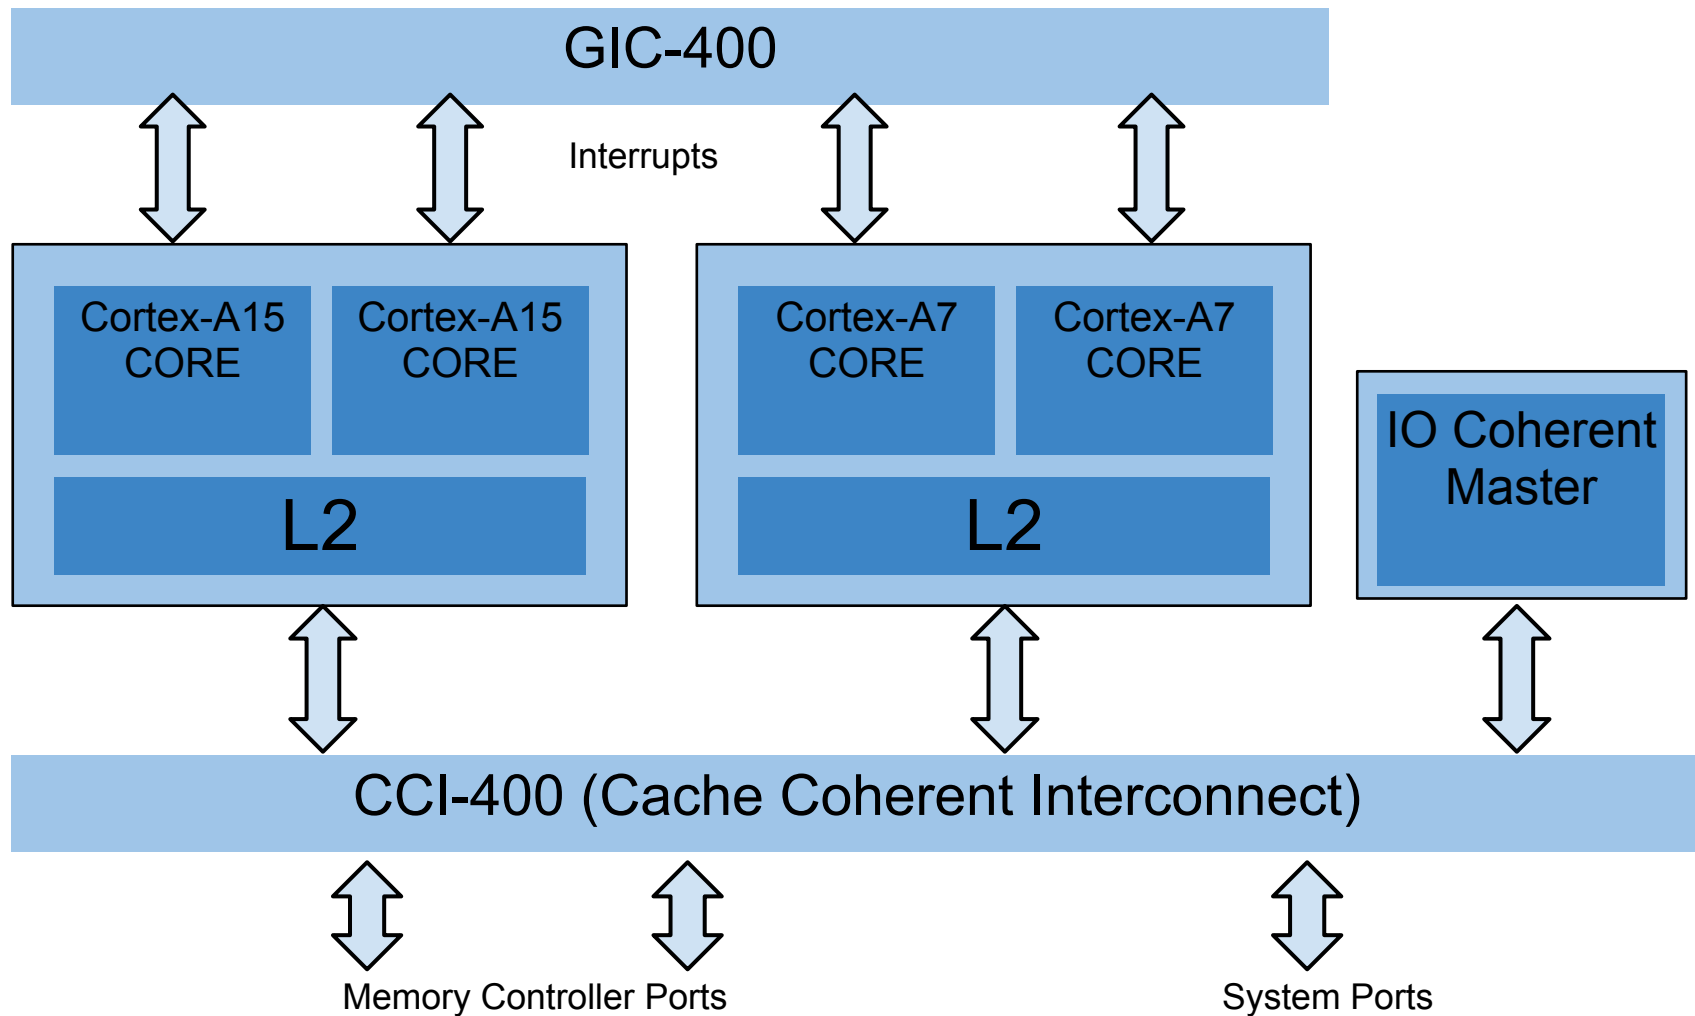 GIC-400
Interrupts
Cortex-A15
CORE
Cortex-A15
CORE
Cortex-A7
CORE
Cortex-A7
CORE
L2
L2
IO Coherent
Master
CCI-400 (Cache Coherent Interconnect)
Memory Controller Ports
System Ports